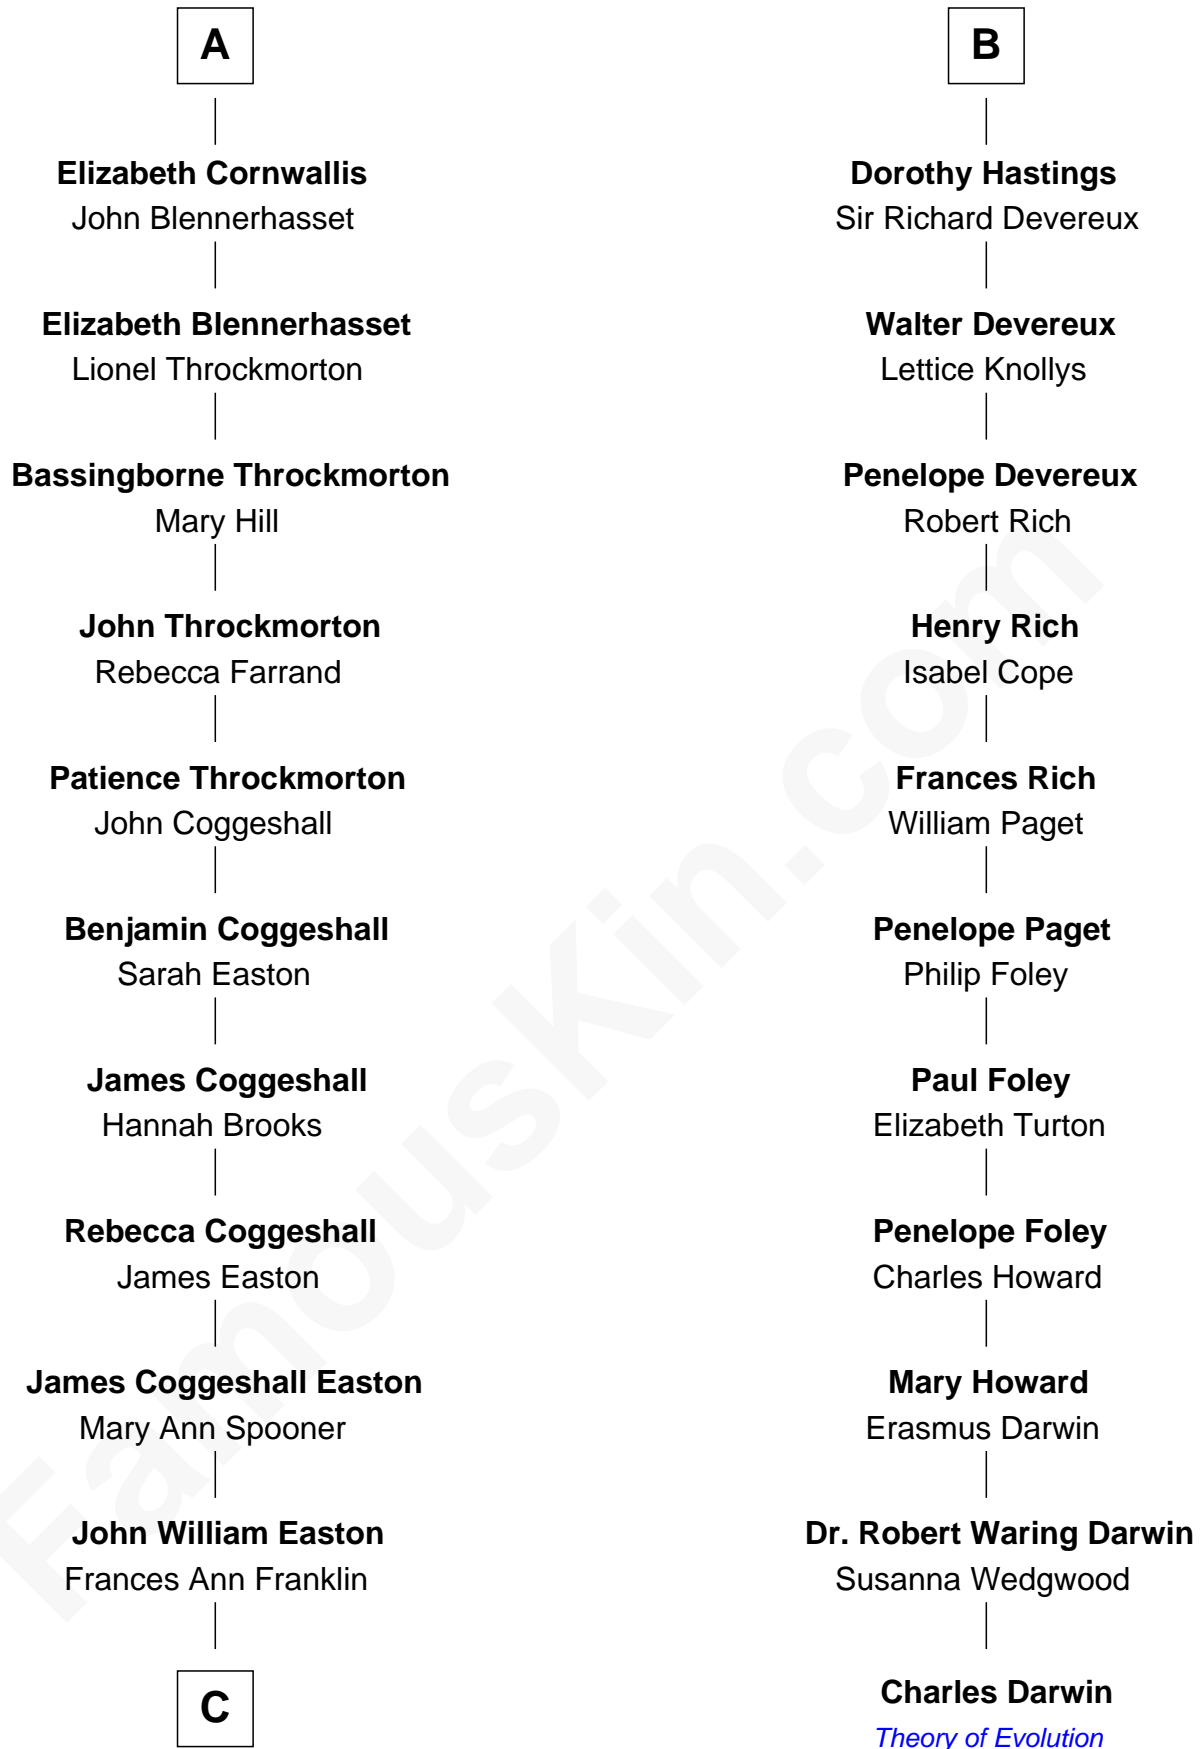 A
Elizabeth Cornwallis
John Blennerhasset
Elizabeth Blennerhasset
Lionel Throckmorton
Bassingborne Throckmorton
Mary Hill
John Throckmorton
Rebecca Farrand
Patience Throckmorton
John Coggeshall
Benjamin Coggeshall
Sarah Easton
James Coggeshall
Hannah Brooks
Rebecca Coggeshall
James Easton
James Coggeshall Easton
Mary Ann Spooner
John William Easton
Frances Ann Franklin
C
B
Dorothy Hastings
Sir Richard Devereux
Walter Devereux
Lettice Knollys
Penelope Devereux
Robert Rich
Henry Rich
Isabel Cope
Frances Rich
William Paget
Penelope Paget
Philip Foley
Paul Foley
Elizabeth Turton
Penelope Foley
Charles Howard
Mary Howard
Erasmus Darwin
Dr. Robert Waring Darwin
Susanna Wedgwood
Charles Darwin
Theory of Evolution
FamousKin.com